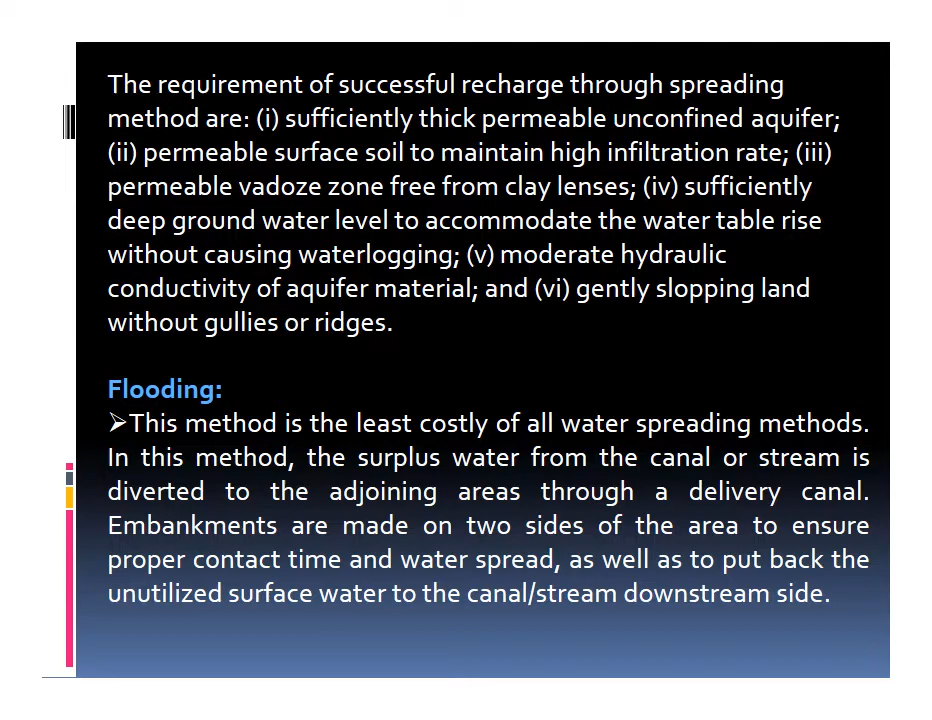 The requirement of successful recharge through spreading
method are: (i) sufficiently thick permeable unconfined aquifer;
(ii) permeable surface soil to maintain high infiltration rate; (iii)
permeable vadoze zone free from clay lenses; (iv) sufficiently
deep ground water level to accommodate the water table rise
without causing waterlogging; (v) moderate hydraulic
conductivity of aquifer material; and (vi) gently slopping land
without gullies or ridges.
Flooding:
➢This method is the least costly of all water spreading methods.
In this method, the surplus water from the canal or stream is
diverted to the adjoining areas through a delivery canal.
Embankments are made on two sides of the area to ensure
proper contact time and water spread, as well as to put back the
unutilized surface water to the canal/stream downstream side.